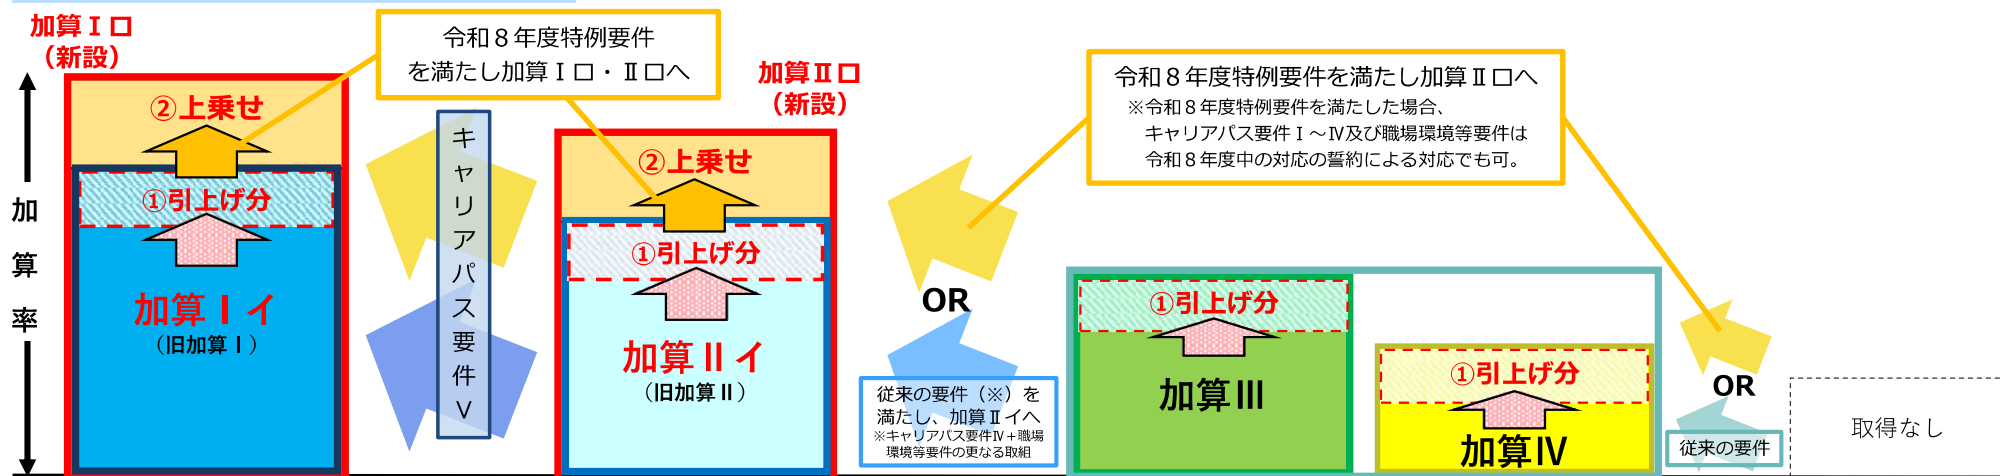 加算Ⅰロ
（新設）
令和８年度特例要件
を満たし加算Ⅰロ・Ⅱロへ
加算Ⅱロ
（新設）
令和８年度特例要件を満たし加算Ⅱロへ
※令和８年度特例要件を満たした場合、
キャリアパス要件Ⅰ～Ⅳ及び職場環境等要件は
令和８年度中の対応の誓約による対応でも可。
加算率
②上乗せ
①引上げ分
加算Ⅰイ
（旧加算Ⅰ）
キャリアパス要件Ⅴ
②上乗せ
①引上げ分
加算Ⅱイ
（旧加算Ⅱ）
OR
従来の要件（※）を
満たし、加算Ⅱイへ
※キャリアパス要件Ⅳ＋職場
環境等要件の更なる取組
①引上げ分
加算Ⅲ
①引上げ分
加算Ⅳ
OR
従来の要件
取得なし